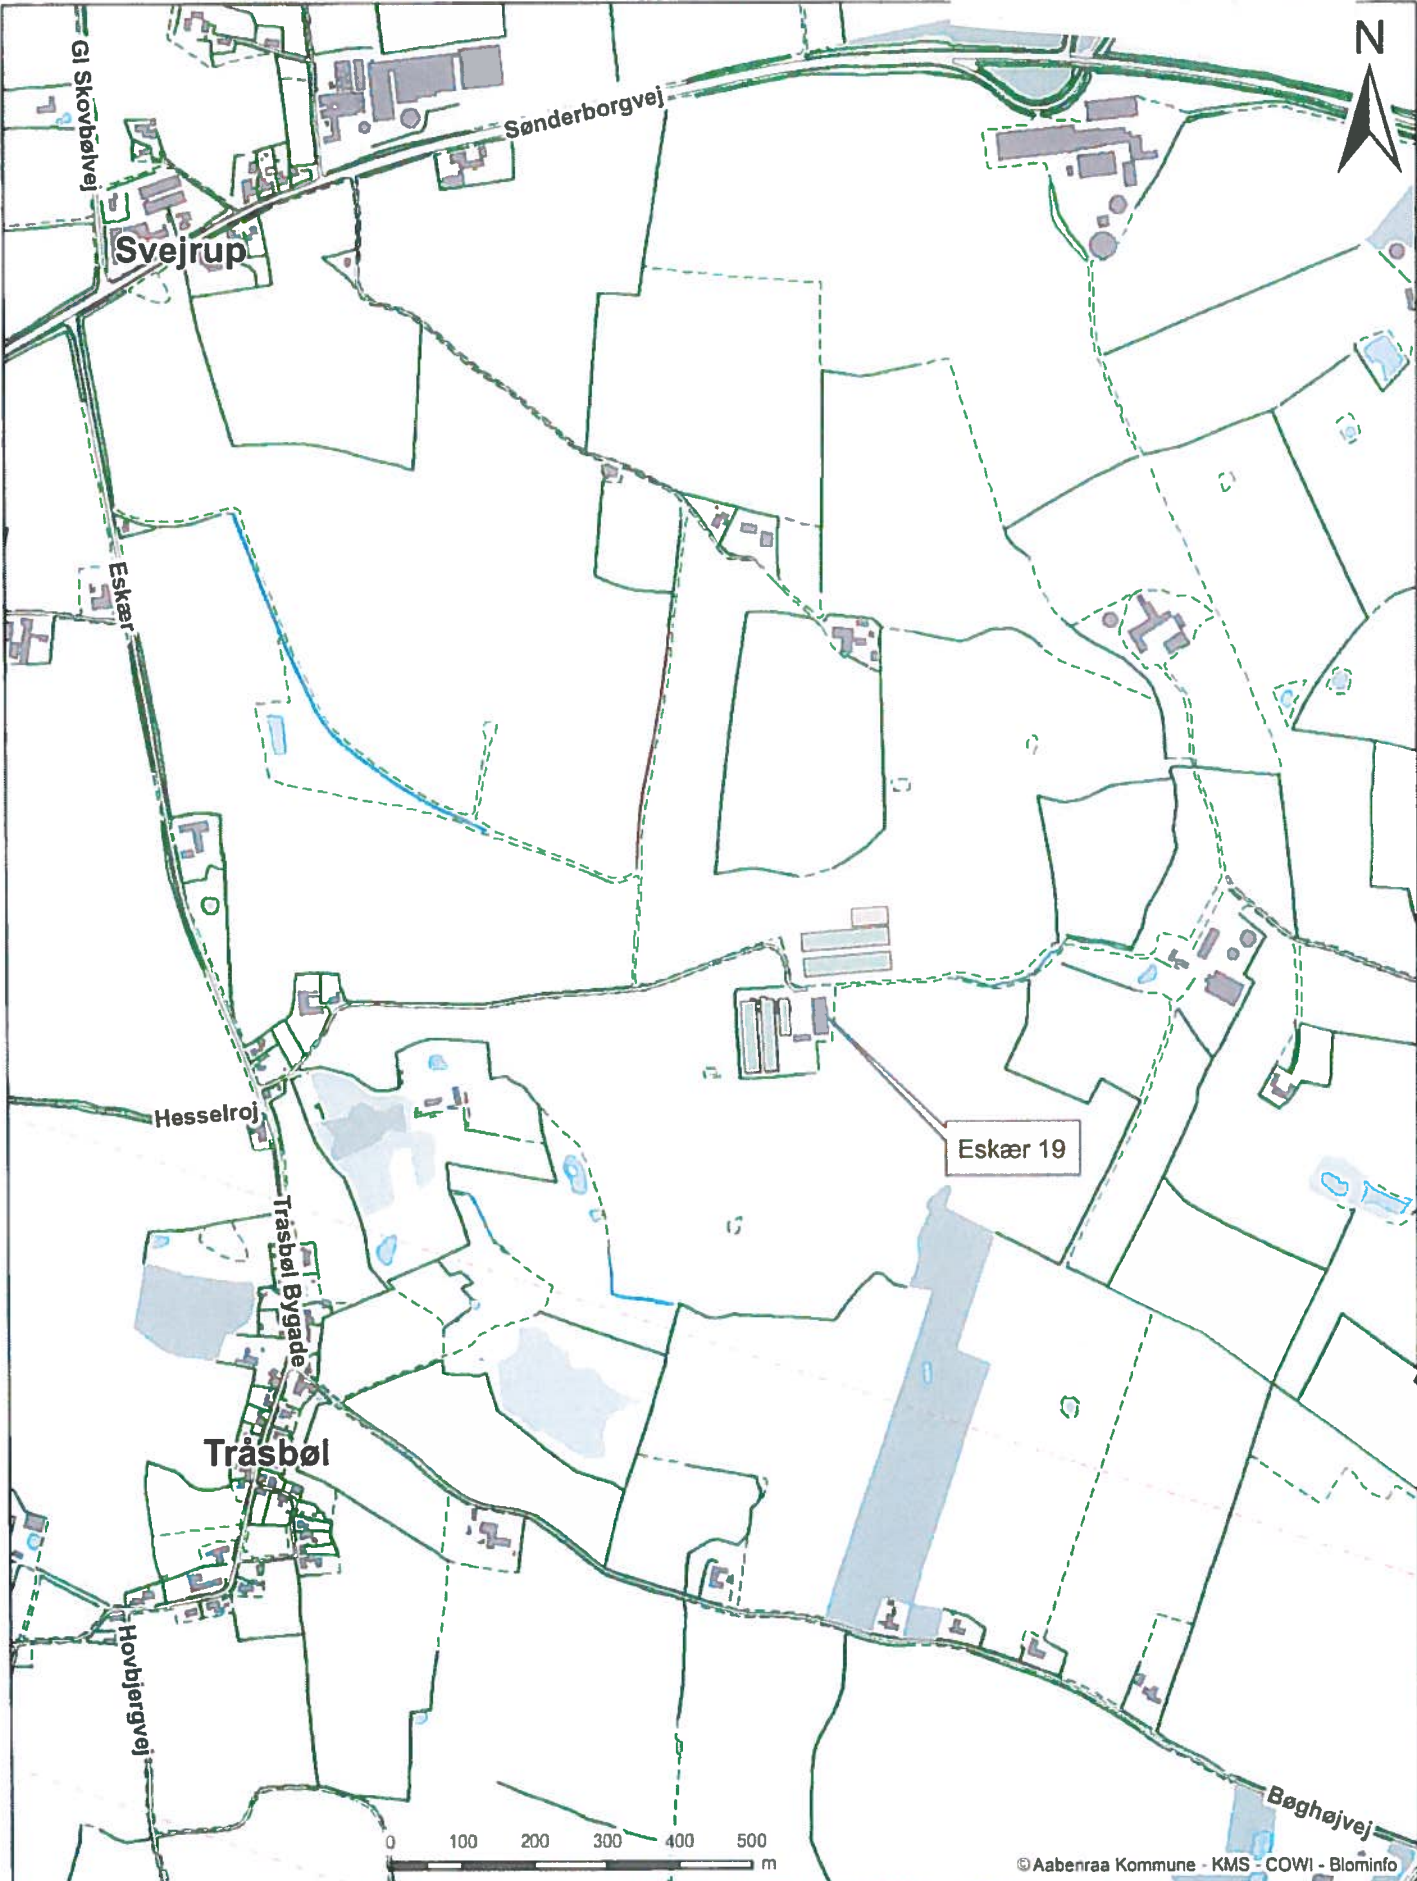 N
Gl Skovbølvej
Sønderborgvej
Svejrup
Eskær
Hesselroj
Eskær 19
Tråsbøl Bygade
Tråsbøl
Hovbjergvej
Bøghøjvej
0 100 200 300 400 500
m
©Aabenraa Kommune - KMS - COWI - Blominfo